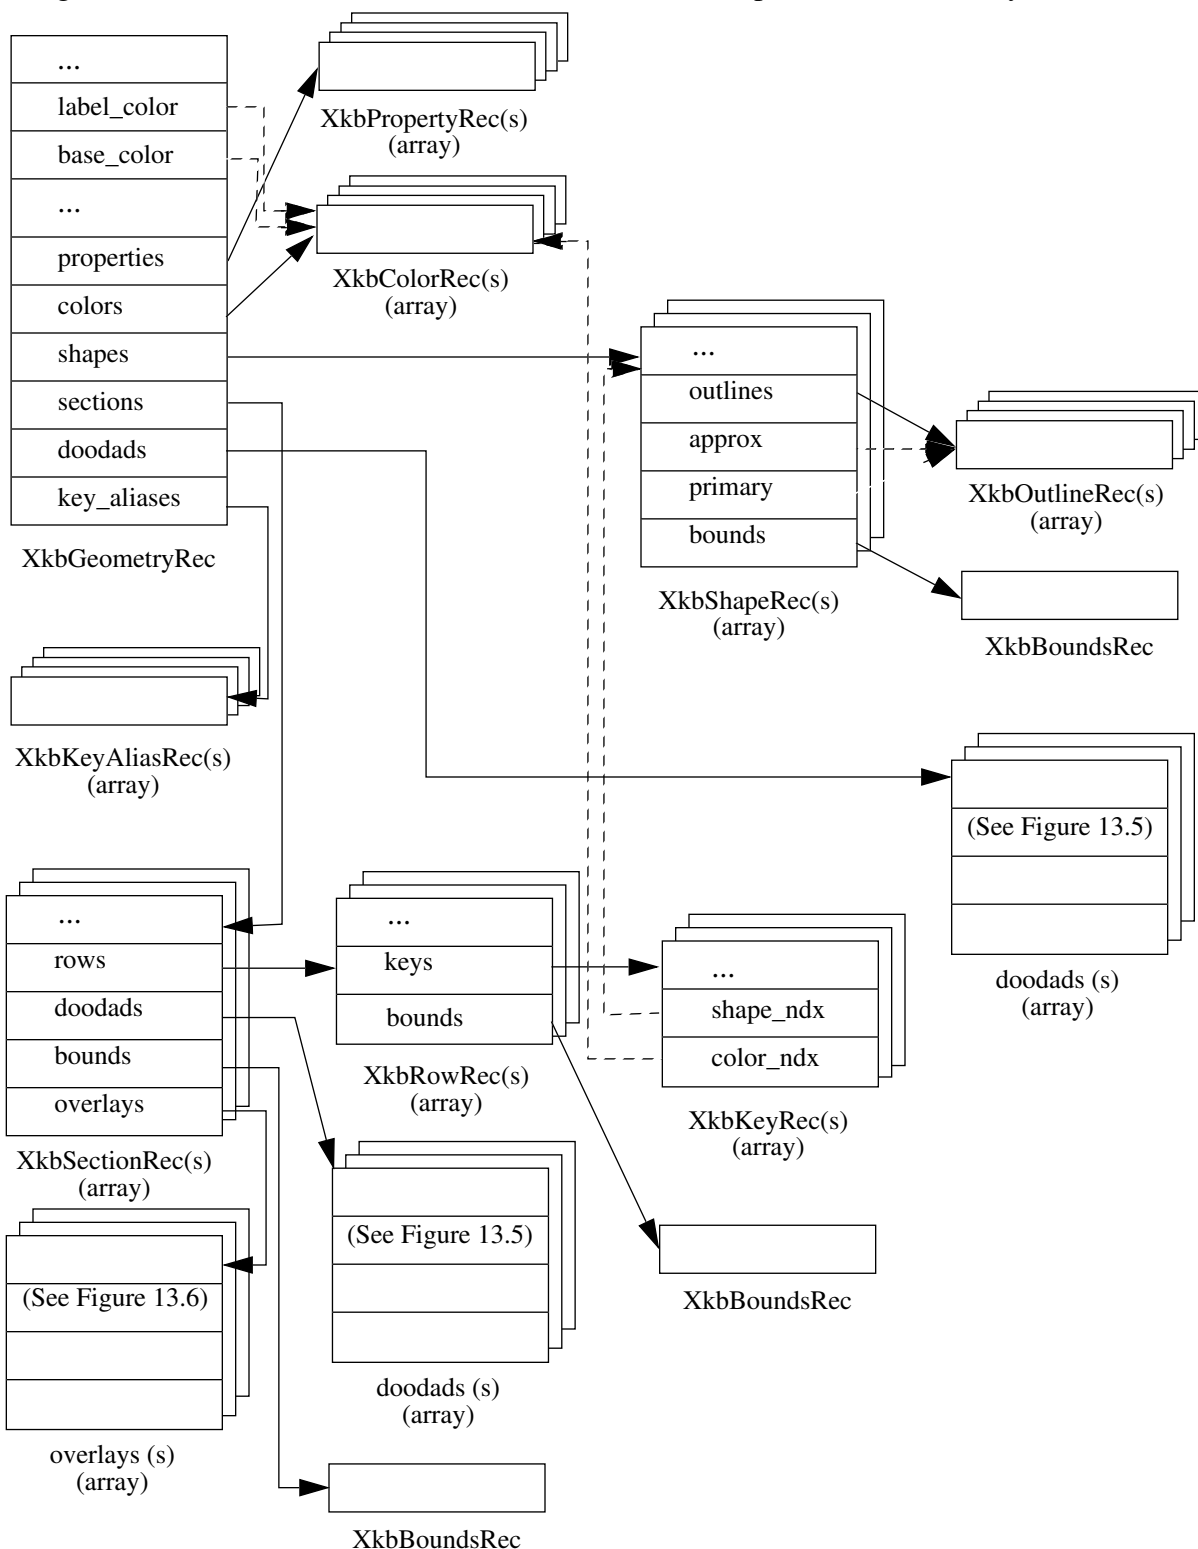 ...
label_color
base_color
...
properties
colors
shapes
sections
doodads
key_aliases
XkbGeometryRec
XkbPropertyRec(s)
(array)
XkbColorRec(s)
(array)
...
outlines
approx
primary
bounds
XkbShapeRec(s)
(array)
XkbOutlineRec(s)
(array)
XkbBoundsRec
XkbKeyAliasRec(s)
(array)
(See Figure 13.5)
doodads (s)
(array)
...
rows
doodads
bounds
overlays
XkbSectionRec(s)
(array)
...
keys
bounds
XkbRowRec(s)
(array)
...
shape_ndx
color_ndx
XkbKeyRec(s)
(array)
(See Figure 13.6)
overlays (s)
(array)
(See Figure 13.5)
doodads (s)
(array)
XkbBoundsRec
XkbBoundsRec